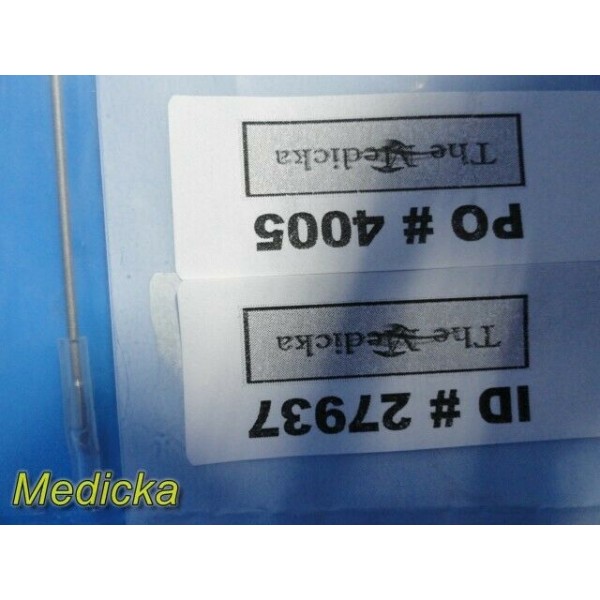 ID # 27937
The Medicka
PO # 4005
The Medicka
Medicka